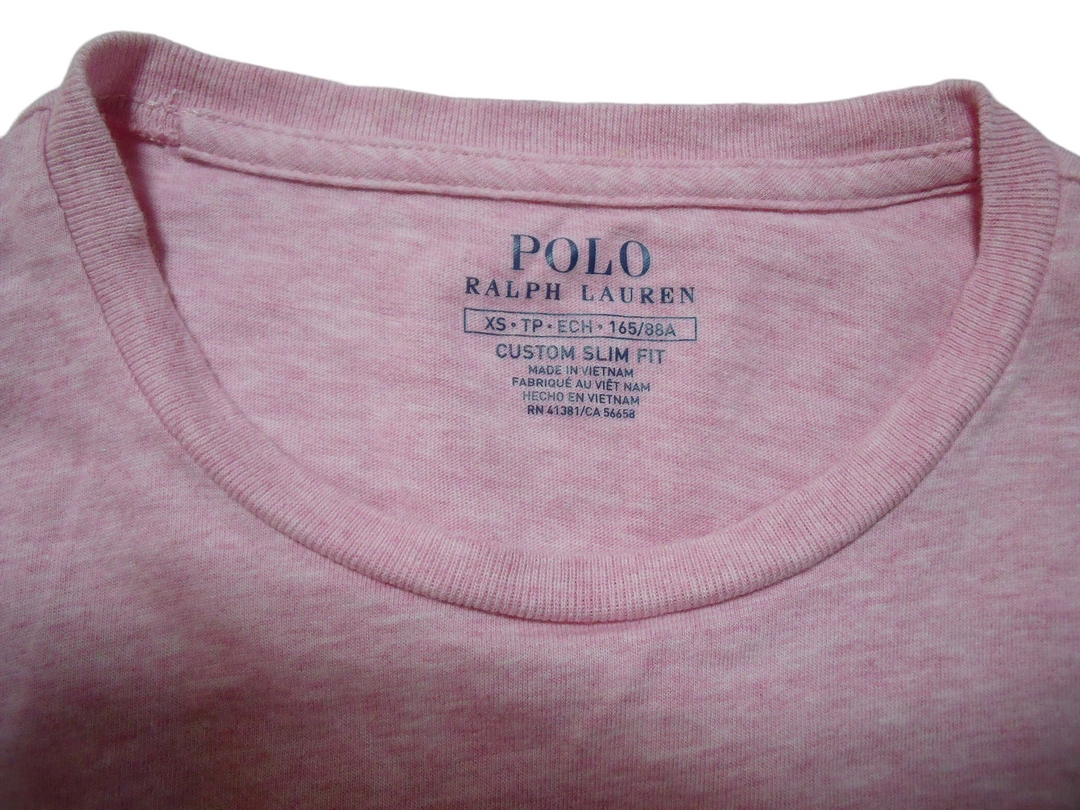 POLO
RALPH LAUREN
XS • TP • ECH • 165/88A
CUSTOM SLIM FIT
MADE IN VIETNAM
FABRIQUÉ AU VIÊT NAM
HECHO EN VIETNAM
RN 41381/CA 56658